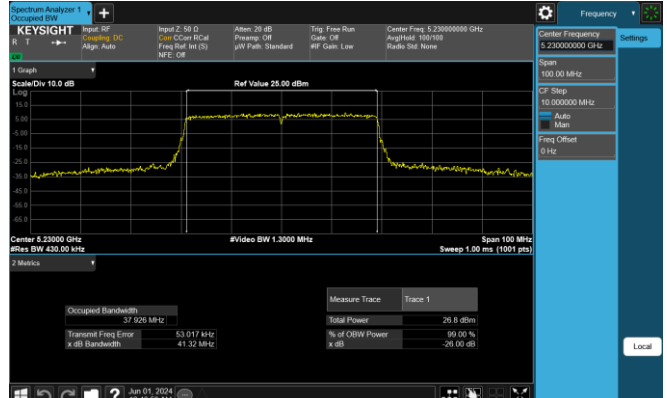 Spectrum Analyzer 1
Occupied BW
+
Frequency
KEYSIGHT
R T
Input: RF
Coupling: DC
Align: Auto
Input Z: 50 Ω
Corr CCorr RCal
Freq Ref: Int (S)
NFE: Off
Atten: 20 dB
Preamp: Off
µW Path: Standard
Trig: Free Run
Gate: Off
#IF Gain: Low
Center Freq: 5.230000000 GHz
Avg|Hold: 100/100
Radio Std: None
1 Graph
Scale/Div 10.0 dB
Ref Value 25.00 dBm
Log
15.0
5.00
-5.00
-15.0
-25.0
-35.0
-45.0
-55.0
-65.0
Center 5.23000 GHz
#Video BW 1.3000 MHz
Span 100 MHz
#Res BW 430.00 kHz
Sweep 1.00 ms (1001 pts)
2 Metrics
Occupied Bandwidth
37.926 MHz
Transmit Freq Error 53.017 kHz
x dB Bandwidth 41.32 MHz
Measure Trace Trace 1
Total Power 26.8 dBm
% of OBW Power 99.00 %
x dB -26.00 dB
Center Frequency
5.230000000 GHz
Settings
Span
100.00 MHz
CF Step
10.000000 MHz
Auto
Man
Freq Offset
0 Hz
Local
Jun 01, 2024